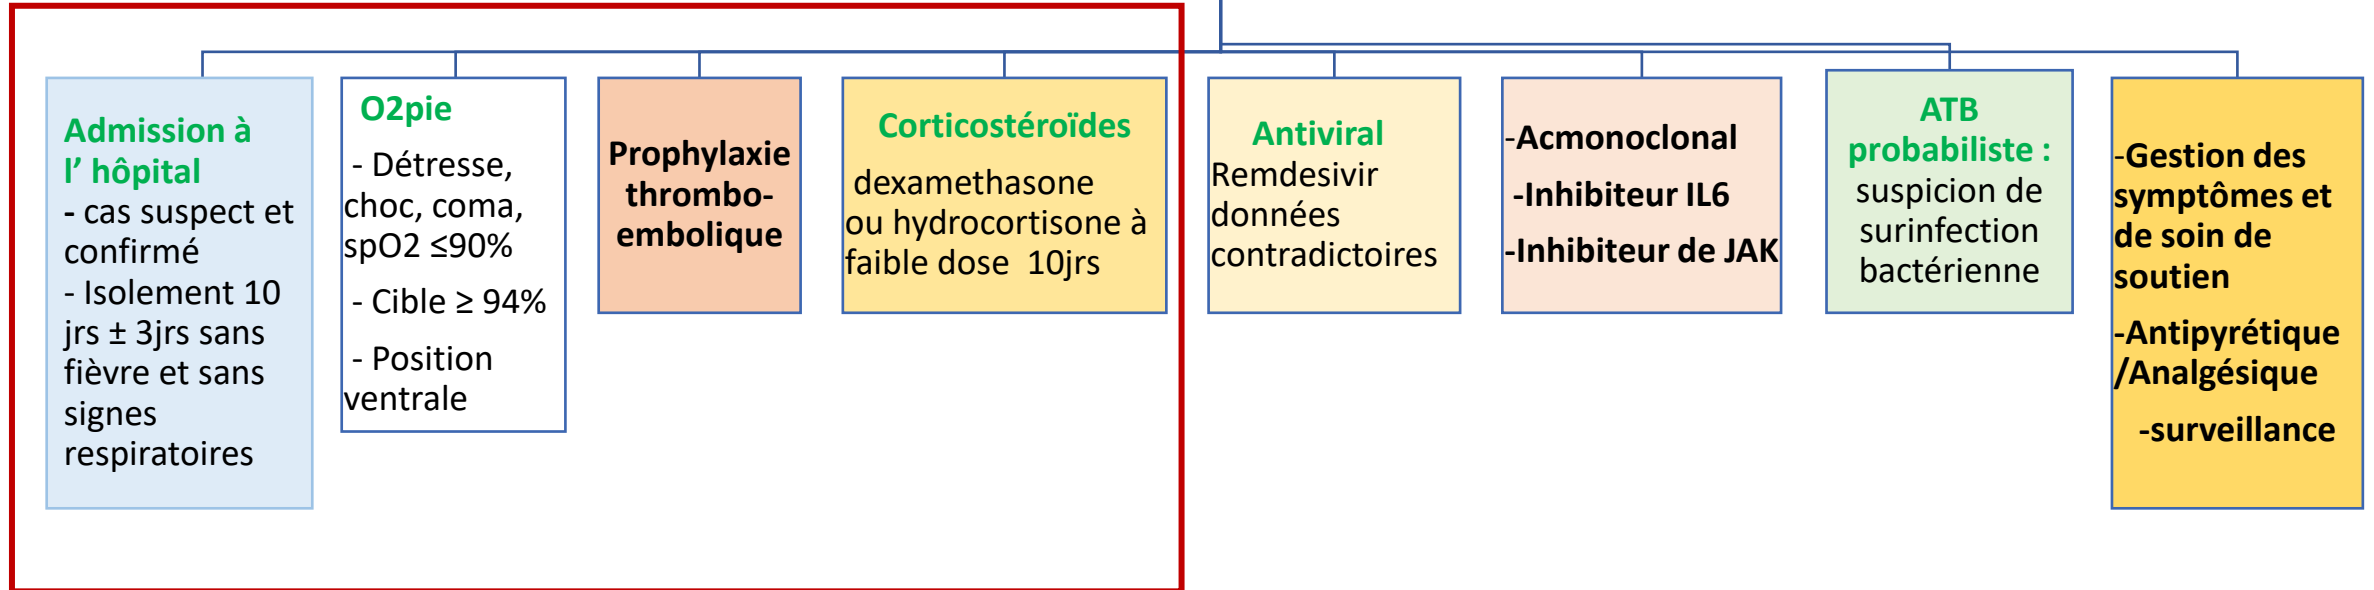 Admission à
l’ hôpital
- cas suspect et
confirmé
- Isolement 10
jrs ± 3jrs sans
fièvre et sans
signes
respiratoires
O2pie
- Détresse,
choc, coma,
spO2 ≤90%
- Cible ≥ 94%
- Position
ventrale
Prophylaxie
thrombo-
embolique
Corticostéroïdes
dexamethasone
ou hydrocortisone à
faible dose 10jrs
Antiviral
Remdesivir
données
contradictoires
-Acmonoclonal
-Inhibiteur IL6
-Inhibiteur de JAK
ATB
probabiliste :
suspicion de
surinfection
bactérienne
-Gestion des
symptômes et
de soin de
soutien
-Antipyrétique
/Analgésique
-surveillance